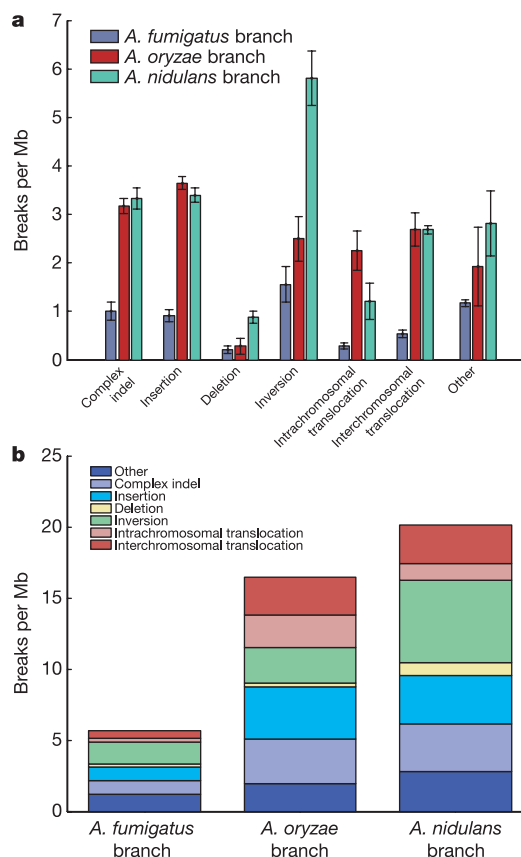 a
A. fumigatus branch
A. oryzae branch
A. nidulans branch
Breaks per Mb
7
6
5
4
3
2
1
0
Complex
indel
Insertion
Deletion
Inversion
Intrachromosomal
translocation
Interchromosomal
translocation
Other
b
Other
Complex indel
Insertion
Deletion
Inversion
Intrachromosomal translocation
Interchromosomal translocation
Breaks per Mb
25
20
15
10
5
0
A. fumigatus
branch
A. oryzae
branch
A. nidulans
branch